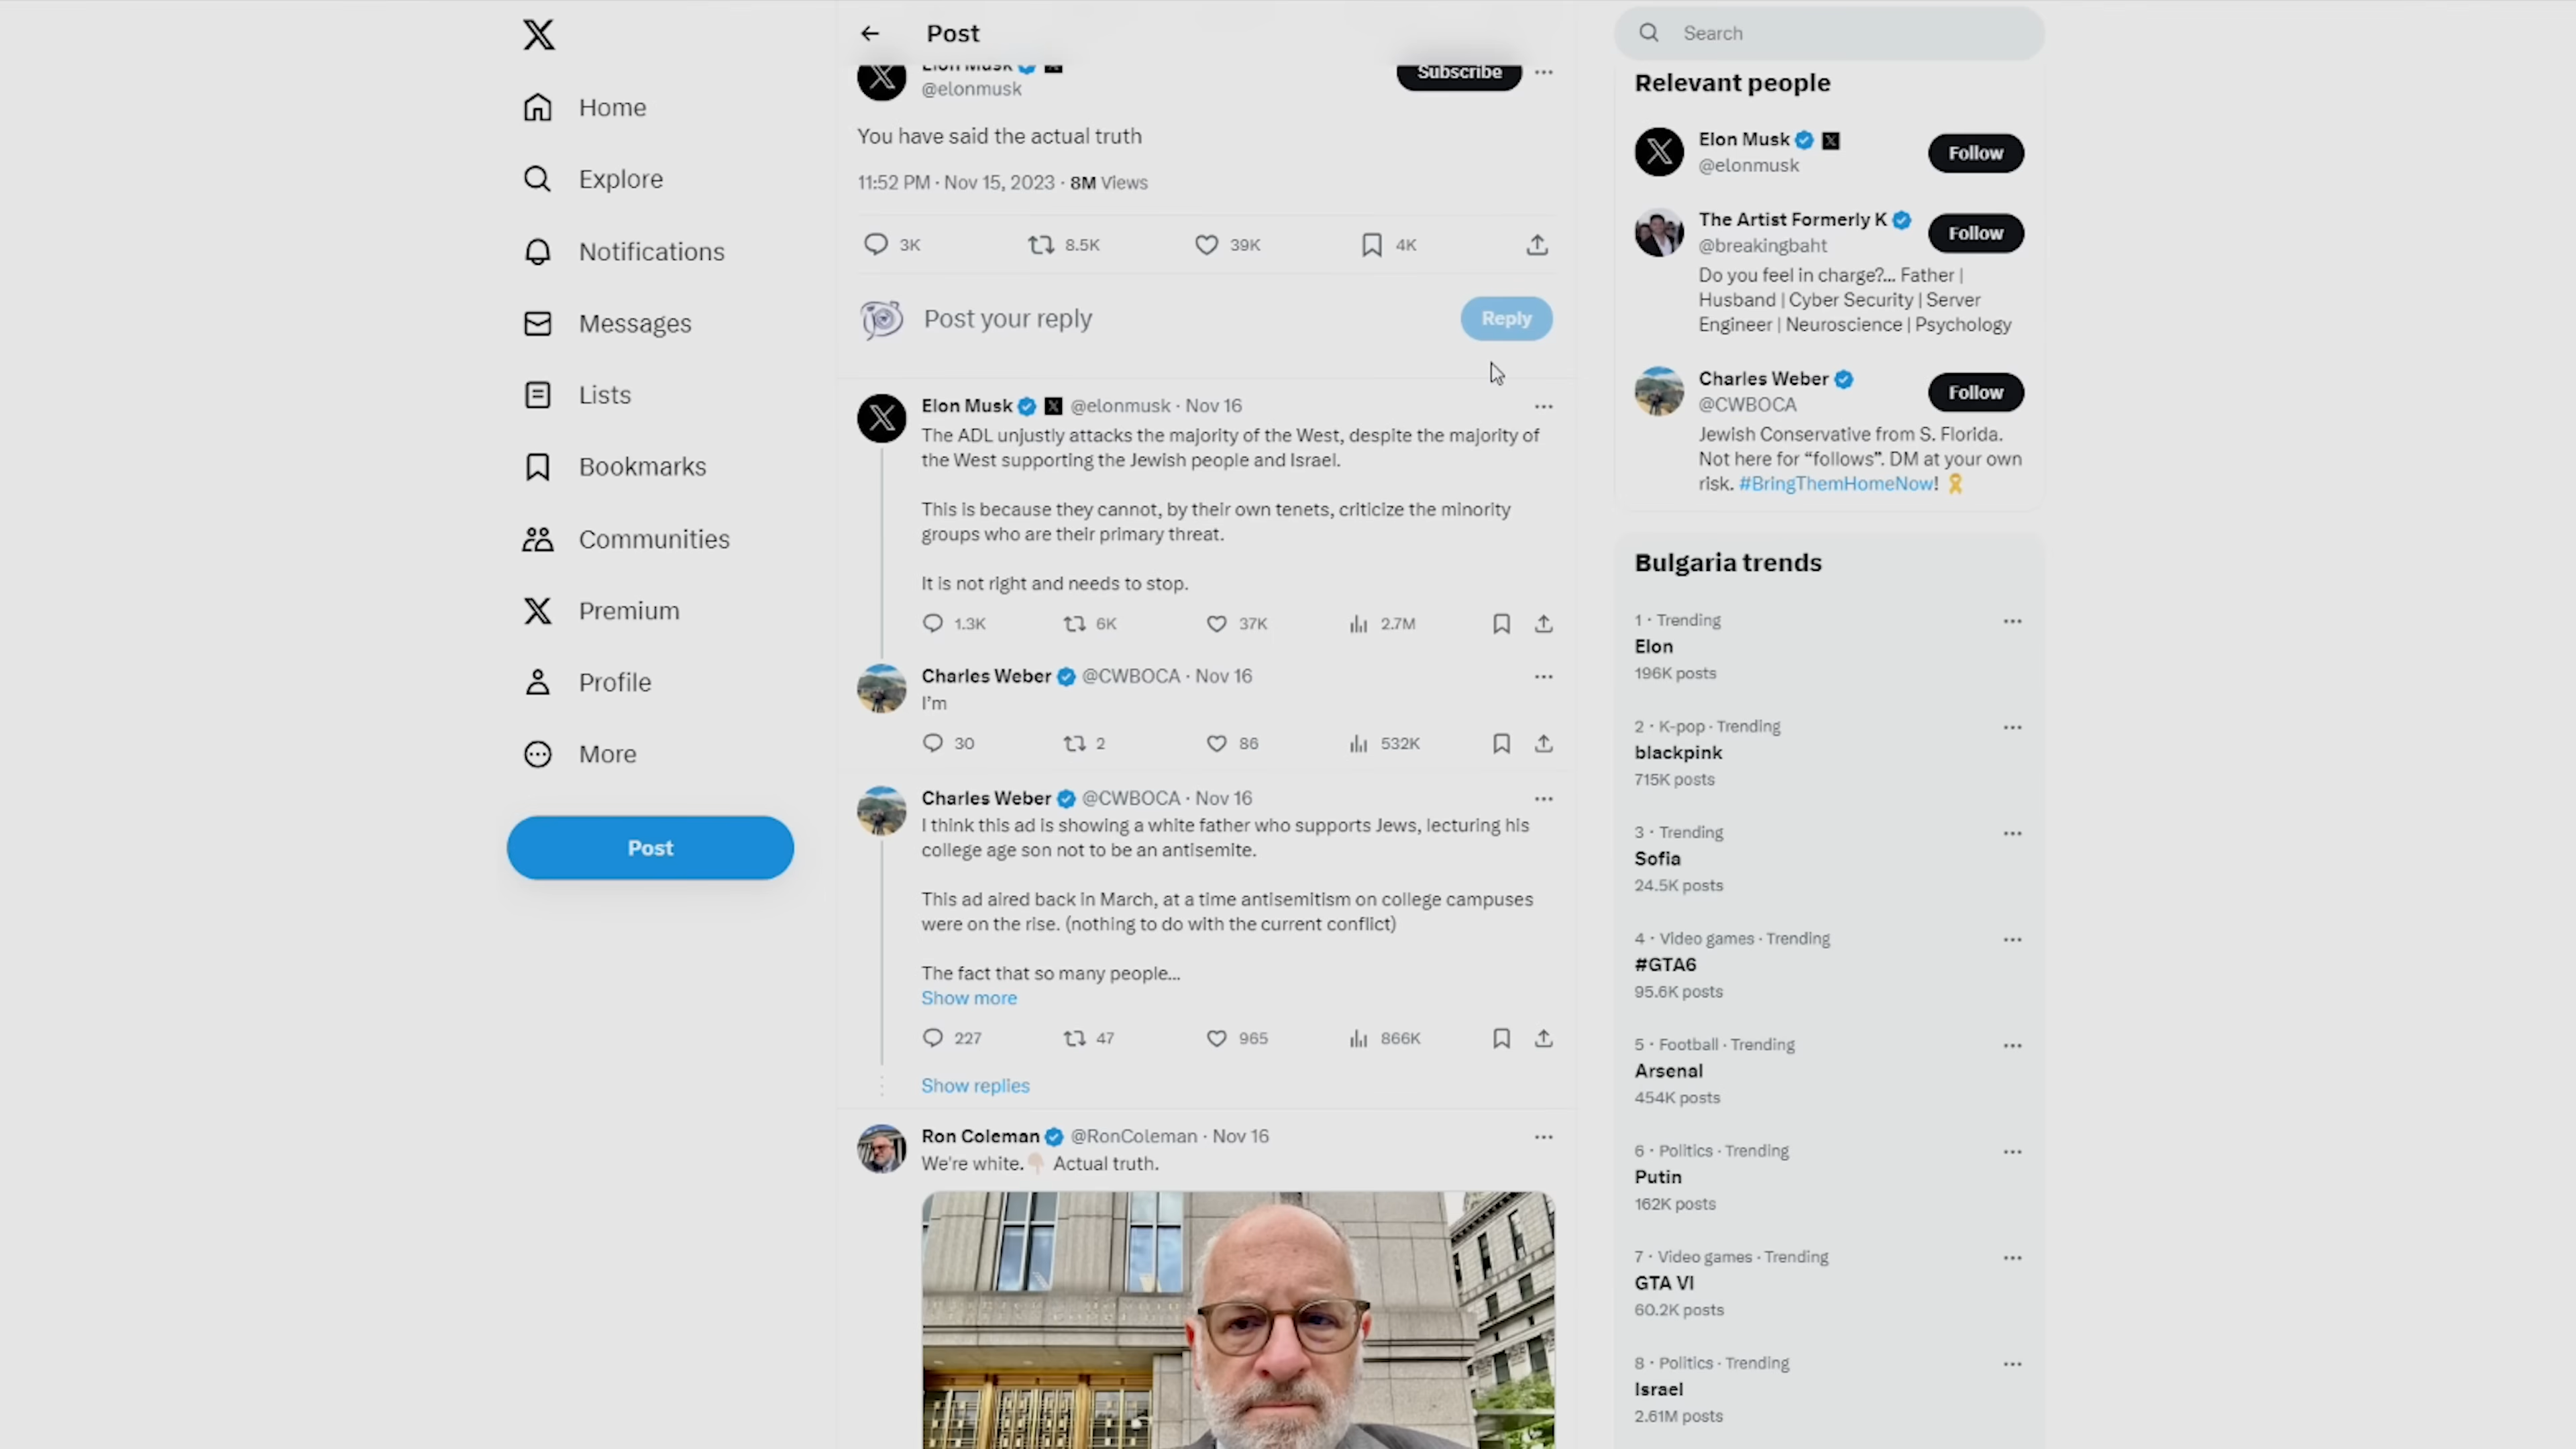 Home
Explore
Notifications
Messages
Lists
Bookmarks
Communities
Premium
Profile
More
Post
Post
Elon Musk
@elonmusk
Subscribe
You have said the actual truth
11:52 PM · Nov 15, 2023 · 8M Views
3K 8.5K 39K 4K
Post your reply
Reply
Elon Musk @elonmusk · Nov 16
The ADL unjustly attacks the majority of the West, despite the majority of
the West supporting the Jewish people and Israel.
This is because they cannot, by their own tenets, criticize the minority
groups who are their primary threat.
It is not right and needs to stop.
1.3K 6K 37K 2.7M
Charles Weber @CWBOCA · Nov 16
I'm
30 2 86 532K
Charles Weber @CWBOCA · Nov 16
I think this ad is showing a white father who supports Jews, lecturing his
college age son not to be an antisemite.
This ad aired back in March, at a time antisemitism on college campuses
were on the rise. (nothing to do with the current conflict)
The fact that so many people...
Show more
227 47 965 866K
Show replies
Ron Coleman @RonColeman · Nov 16
We're white.👇🏻 Actual truth.
Search
Relevant people
Elon Musk
@elonmusk
Follow
The Artist Formerly K
@breakingbaht
Follow
Do you feel in charge?... Father |
Husband | Cyber Security | Server
Engineer | Neuroscience | Psychology
Charles Weber
@CWBOCA
Follow
Jewish Conservative from S. Florida.
Not here for “follows”. DM at your own
risk. #BringThemHomeNow! 🎗️
Bulgaria trends
1 · Trending
Elon
196K posts
2 · K-pop · Trending
blackpink
715K posts
3 · Trending
Sofia
24.5K posts
4 · Video games · Trending
#GTA6
95.6K posts
5 · Football · Trending
Arsenal
454K posts
6 · Politics · Trending
Putin
162K posts
7 · Video games · Trending
GTA VI
60.2K posts
8 · Politics · Trending
Israel
2.61M posts